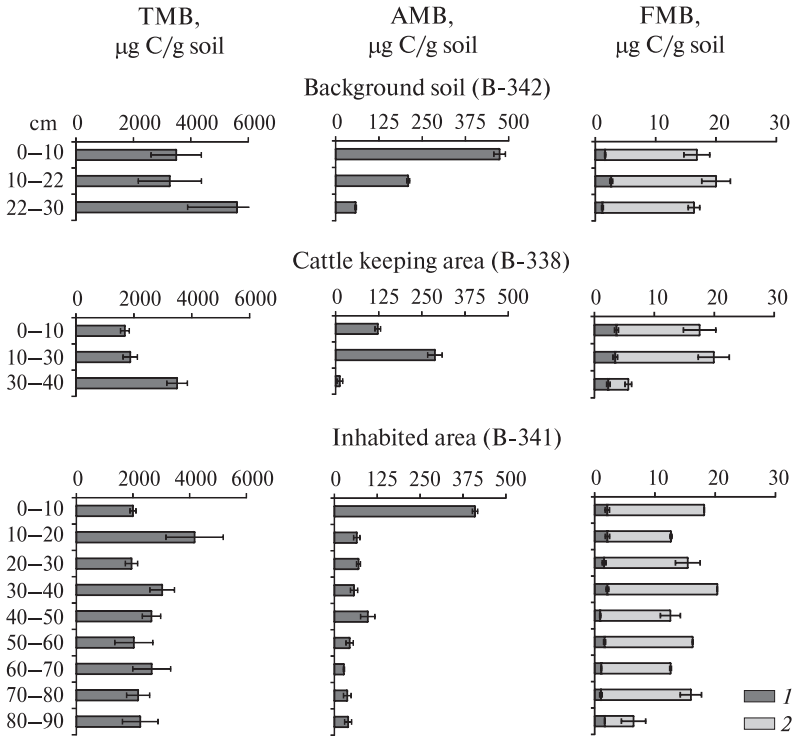 TMB, AMB, FMB,
μg C/g soil μg C/g soil μg C/g soil
Background soil (B-342)
cm 0 2000 4000 6000 0 125 250 375 500 0 10 20 30
0–10
10–22
22–30
Cattle keeping area (B-338)
0 2000 4000 6000 0 125 250 375 500 0 10 20 30
0–10
10–30
30–40
Inhabited area (B-341)
0 2000 4000 6000 0 125 250 375 500 0 10 20 30
0–10
10–20
20–30
30–40
40–50
50–60
60–70
70–80 1
80–90 2